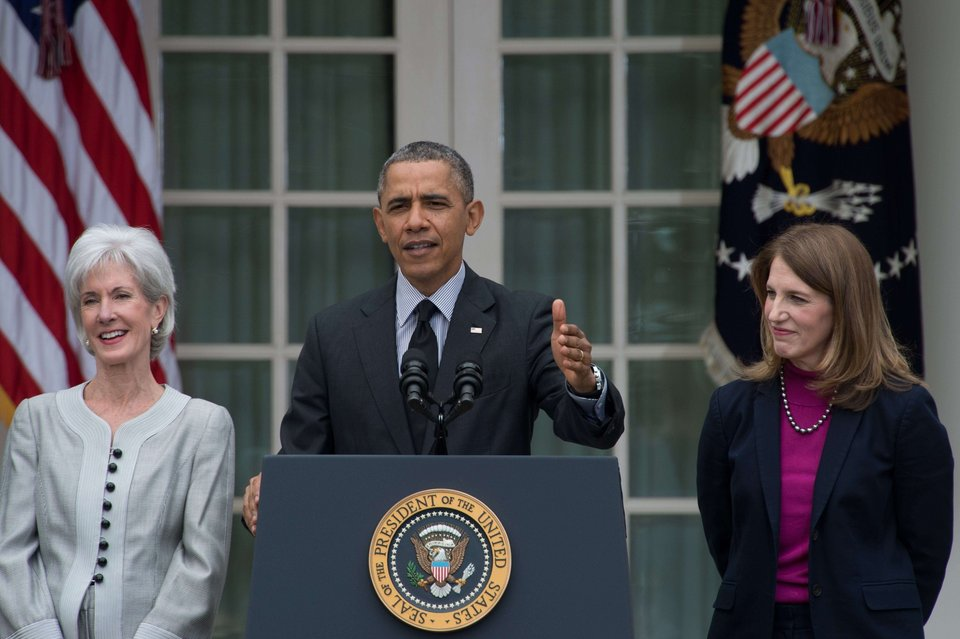 SEAL OF THE PRESIDENT OF THE UNITED STATES